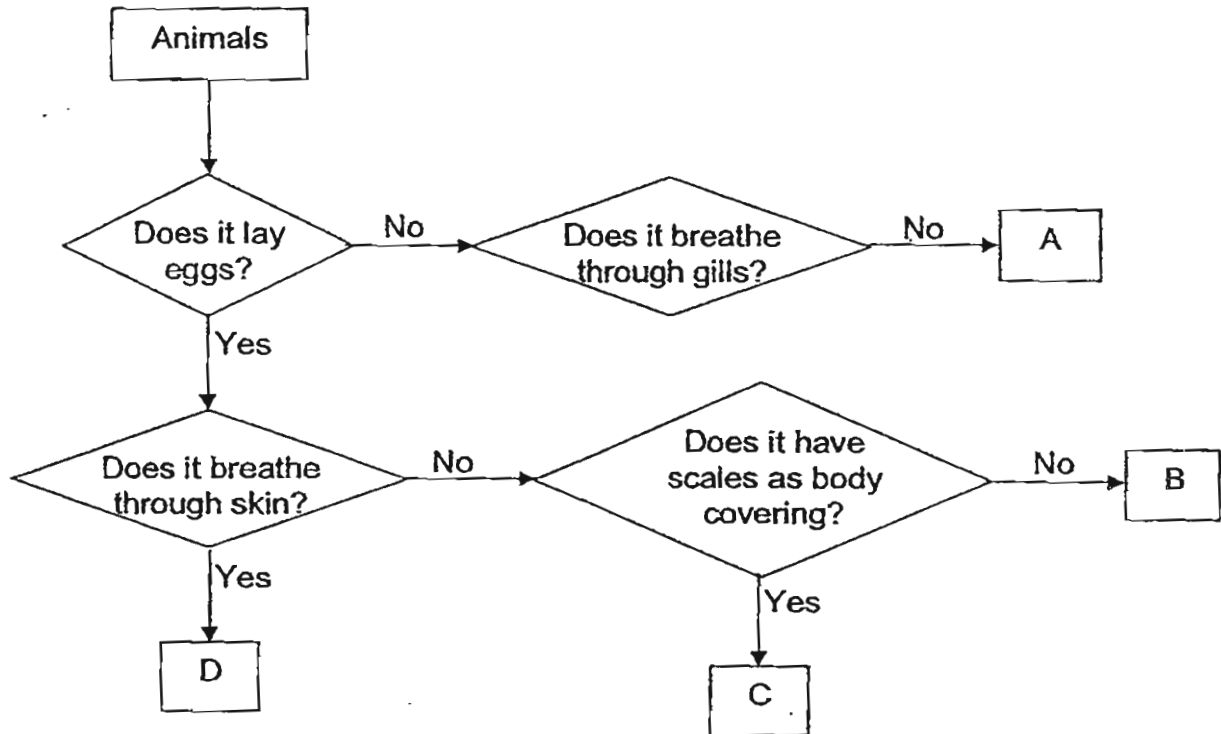 Animals
Does it lay
eggs?
No
Does it breathe
through gills?
No
A
Yes
Does it breathe
through skin?
No
Does it have
scales as body
covering?
No
B
Yes
D
Yes
C